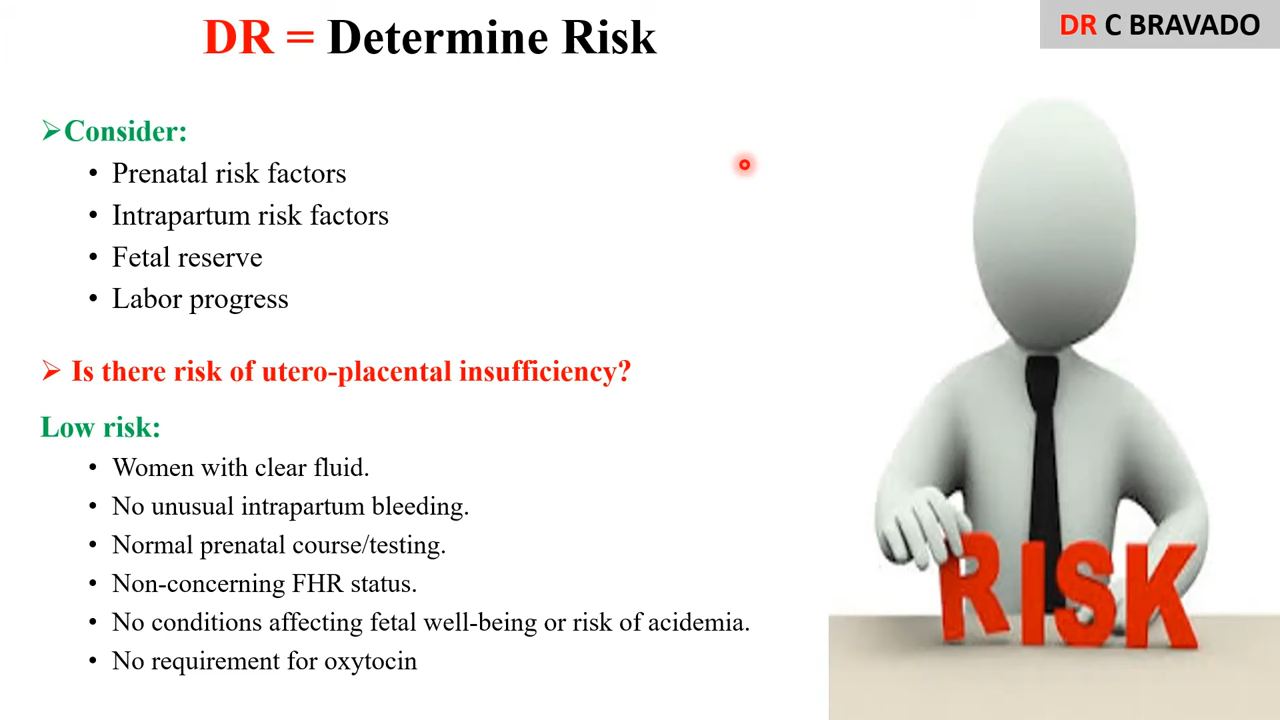 DR = Determine Risk
DR C BRAVADO
➢Consider:
• Prenatal risk factors
• Intrapartum risk factors
• Fetal reserve
• Labor progress
➢ Is there risk of utero-placental insufficiency?
Low risk:
• Women with clear fluid.
• No unusual intrapartum bleeding.
• Normal prenatal course/testing.
• Non-concerning FHR status.
• No conditions affecting fetal well-being or risk of acidemia.
• No requirement for oxytocin
RISK